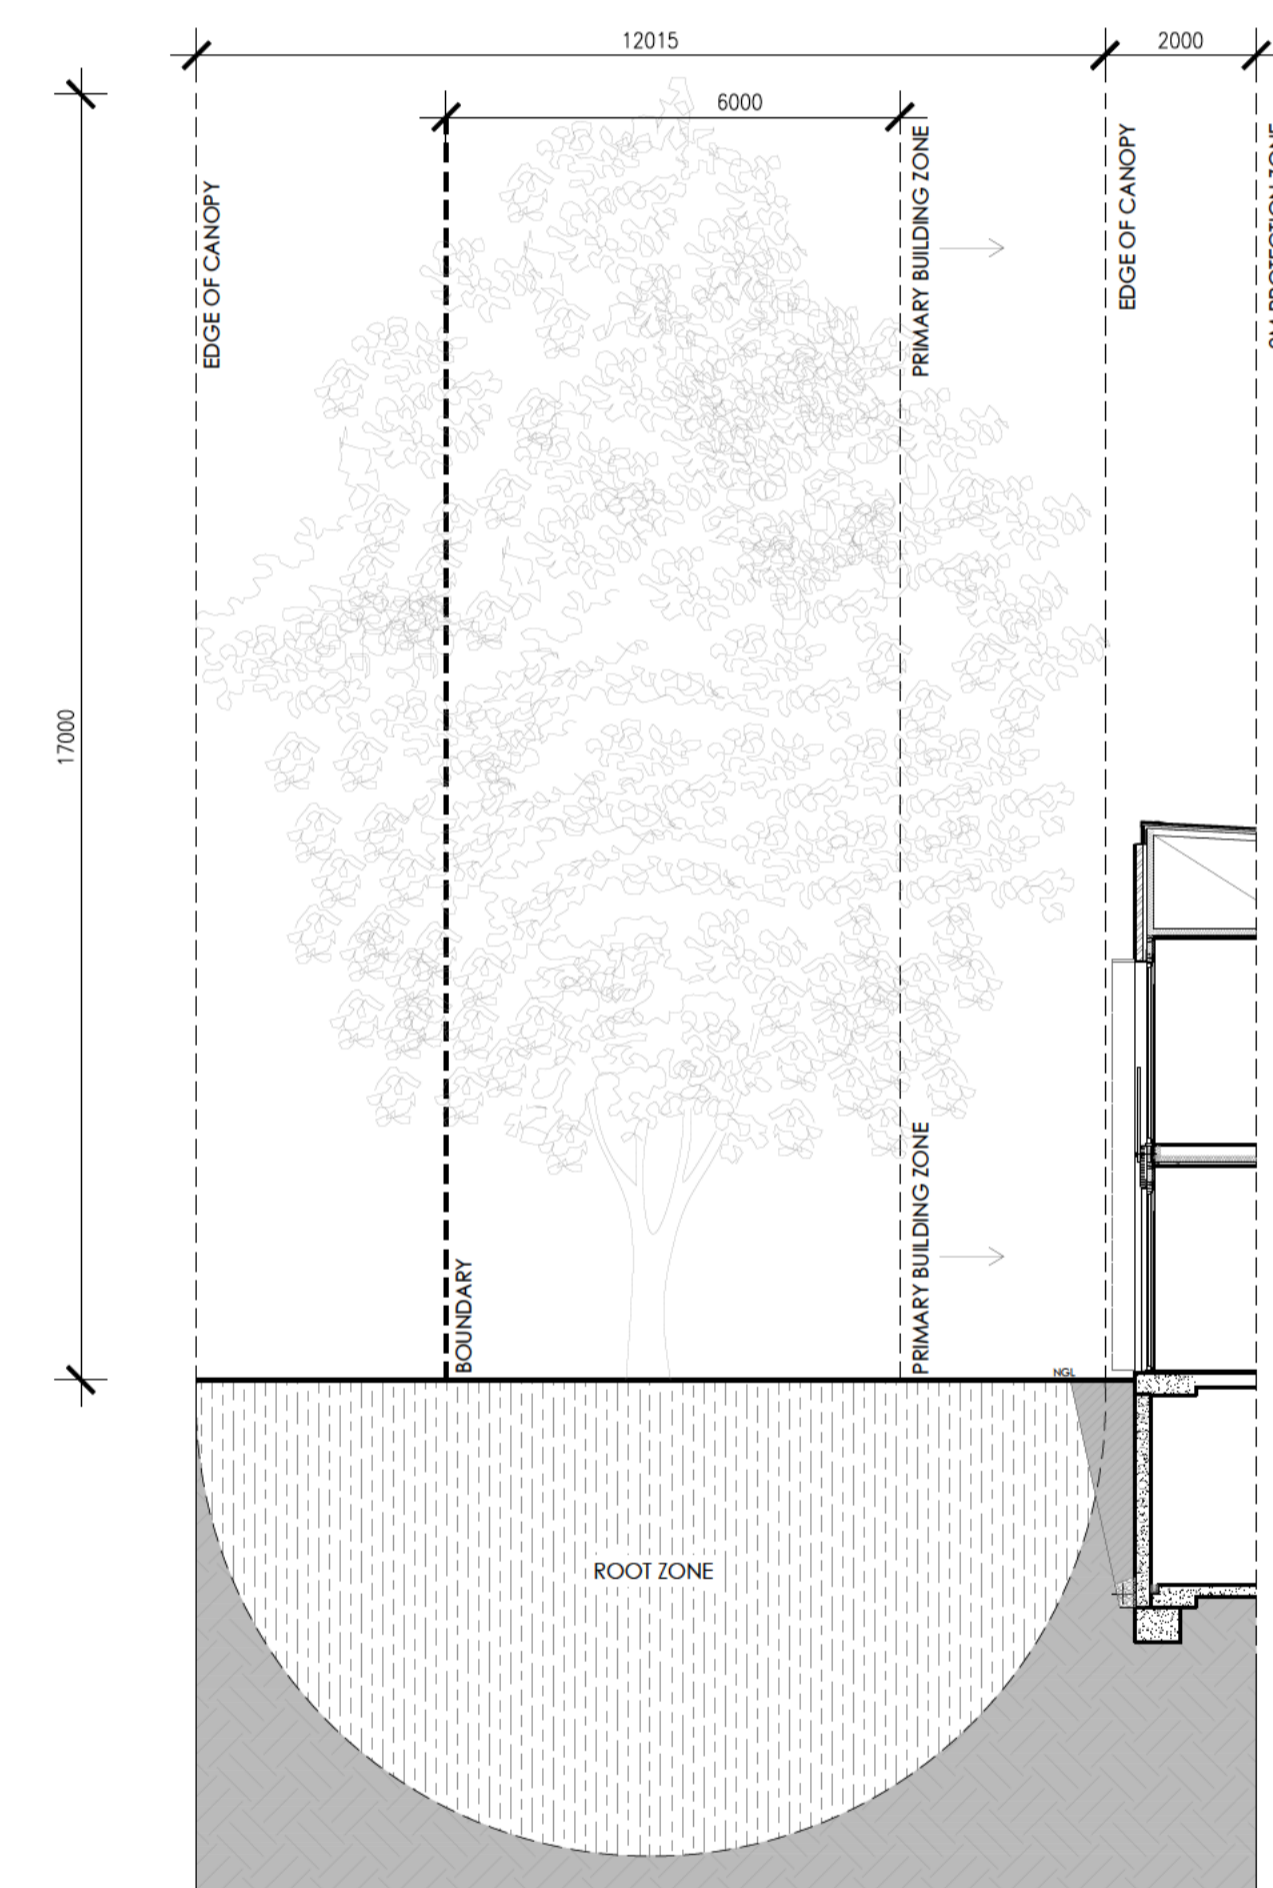 12015
2000
6000
EDGE OF CANOPY
PRIMARY BUILDING ZONE
EDGE OF CANOPY
17000
BOUNDARY
PRIMARY BUILDING ZONE
NGL
ROOT ZONE